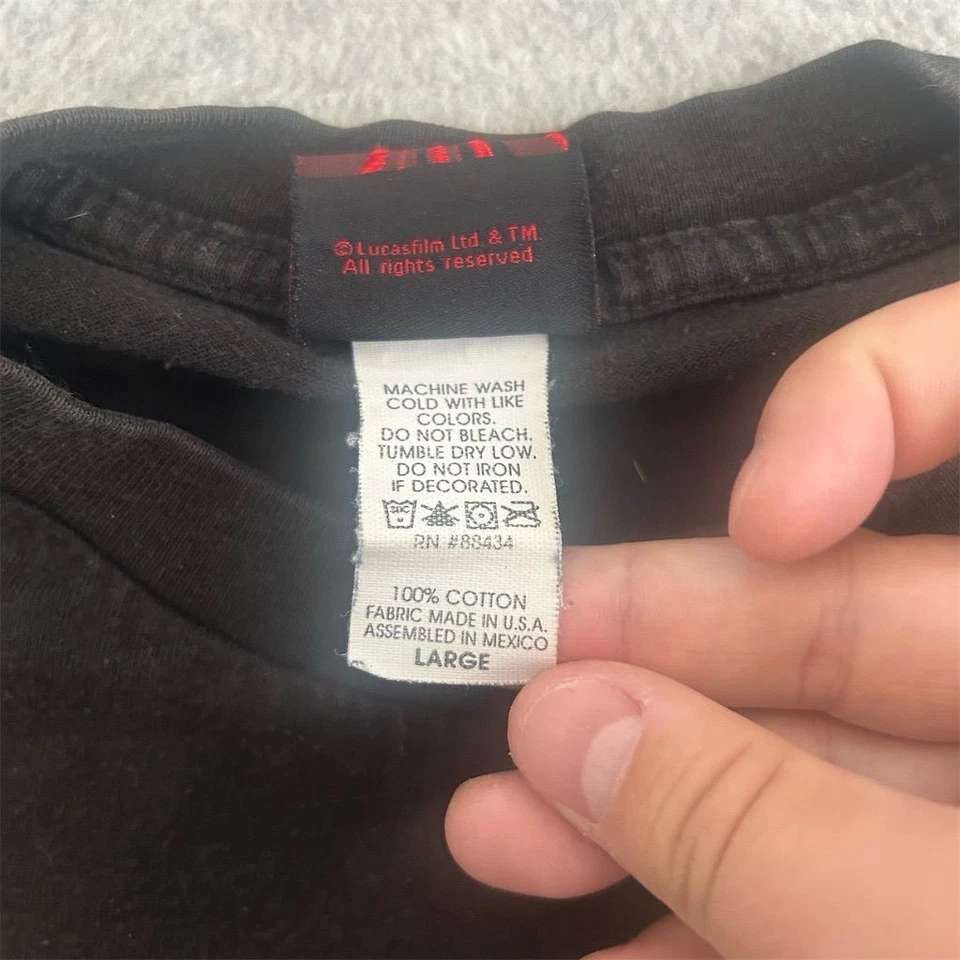 ©Lucasfilm Ltd. & TM.
All rights reserved
MACHINE WASH
COLD WITH LIKE
COLORS.
DO NOT BLEACH.
TUMBLE DRY LOW.
DO NOT IRON
IF DECORATED.
RN #88434
100% COTTON
FABRIC MADE IN U.S.A.
ASSEMBLED IN MEXICO
LARGE